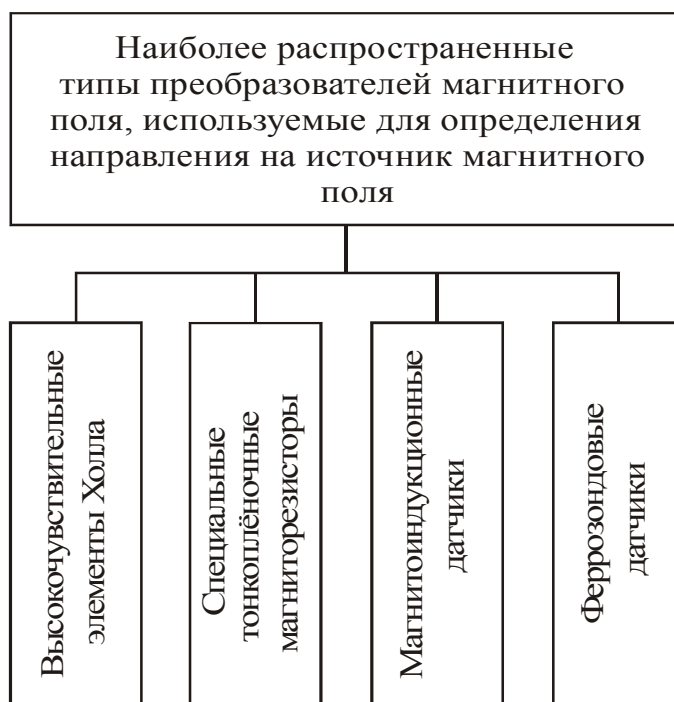 Наиболее распространенные
типы преобразователей магнитного
поля, используемые для определения
направления на источник магнитного
поля
Высокочувствительные
элементы Холла
Специальные
тонкоплёночные
магниторезисторы
Магнитоиндукционные
датчики
Феррозондовые
датчики